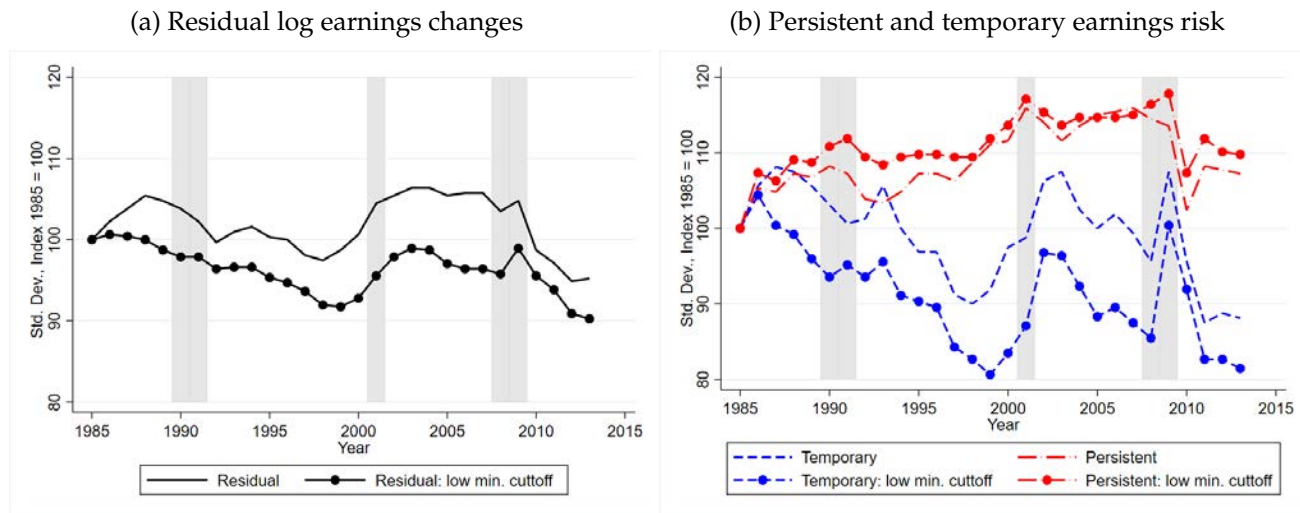 (a) Residual log earnings changes
Std. Dev., Index 1985 = 100
120
110
100
90
80
1985 1990 1995 2000 2005 2010 2015
Year
Residual Residual: low min. cuttoff
(b) Persistent and temporary earnings risk
Std. Dev., Index 1985 = 100
120
110
100
90
80
1985 1990 1995 2000 2005 2010 2015
Year
Temporary Persistent
Temporary: low min. cuttoff Persistent: low min. cuttoff